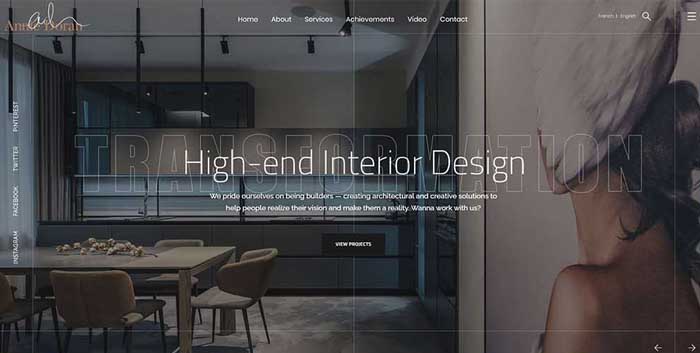 ad
Annie Doran
Home About Services Achievements Video Contact
French | English
PINTEREST
TWITTER
FACEBOOK
INSTAGRAM
TRANSFORMATION
High-end Interior Design
We pride ourselves on being builders — creating architectural and creative solutions to
help people realize their vision and make them a reality. Wanna work with us?
VIEW PROJECTS